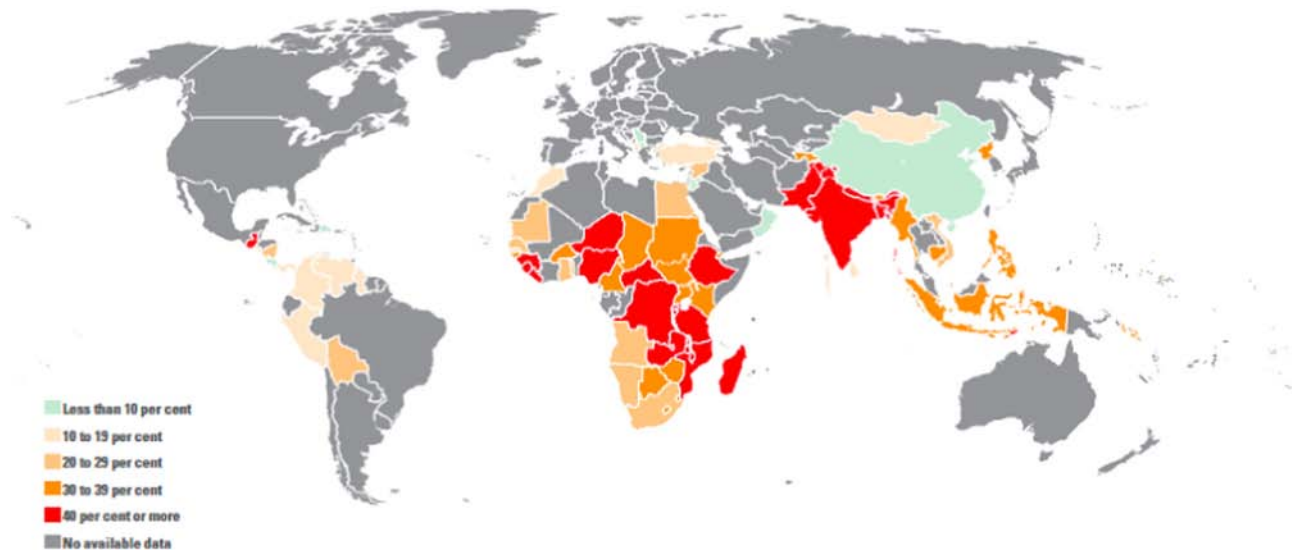 Less than 10 per cent
10 to 19 per cent
20 to 29 per cent
30 to 39 per cent
40 per cent or more
No available data